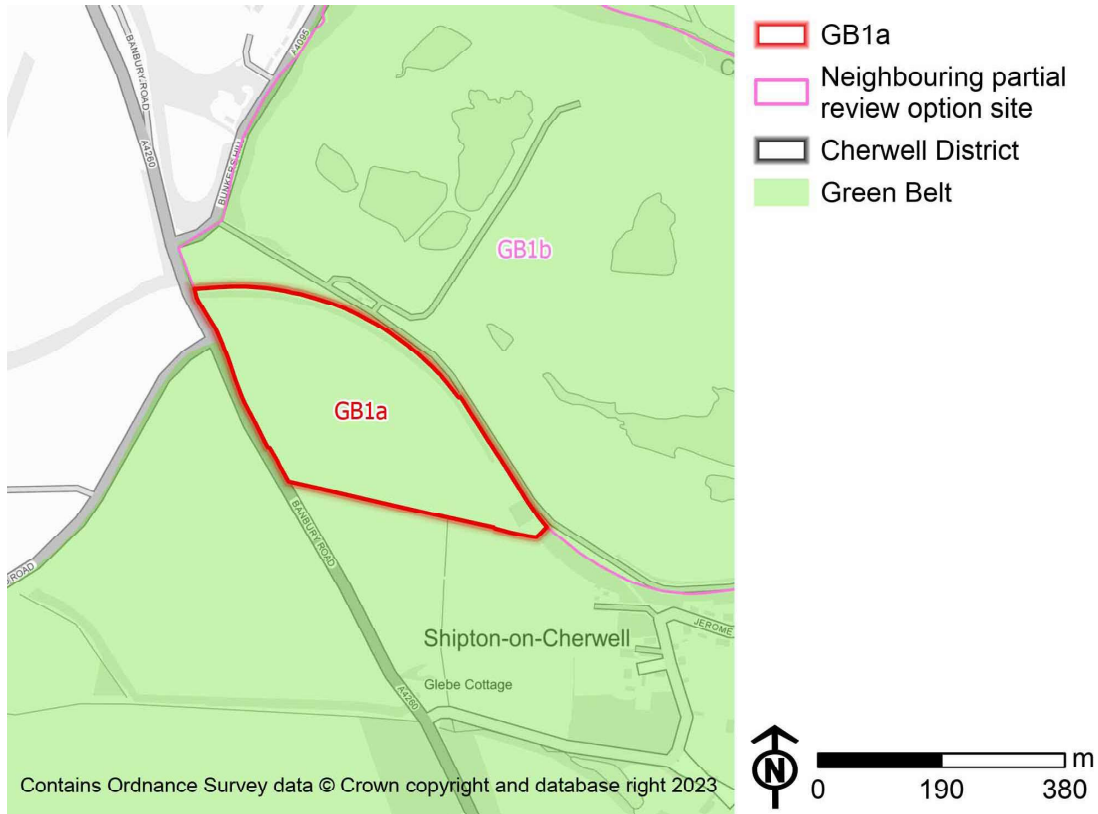 BANBURY ROAD
A4260
A4095
BUNKERS HILL
GB1b
GB1a
BANBURY ROAD
ROAD
Shipton-on-Cherwell
JEROME
Glebe Cottage
A4260
Contains Ordnance Survey data © Crown copyright and database right 2023
GB1a
Neighbouring partial
review option site
Cherwell District
Green Belt
N
m
0 190 380